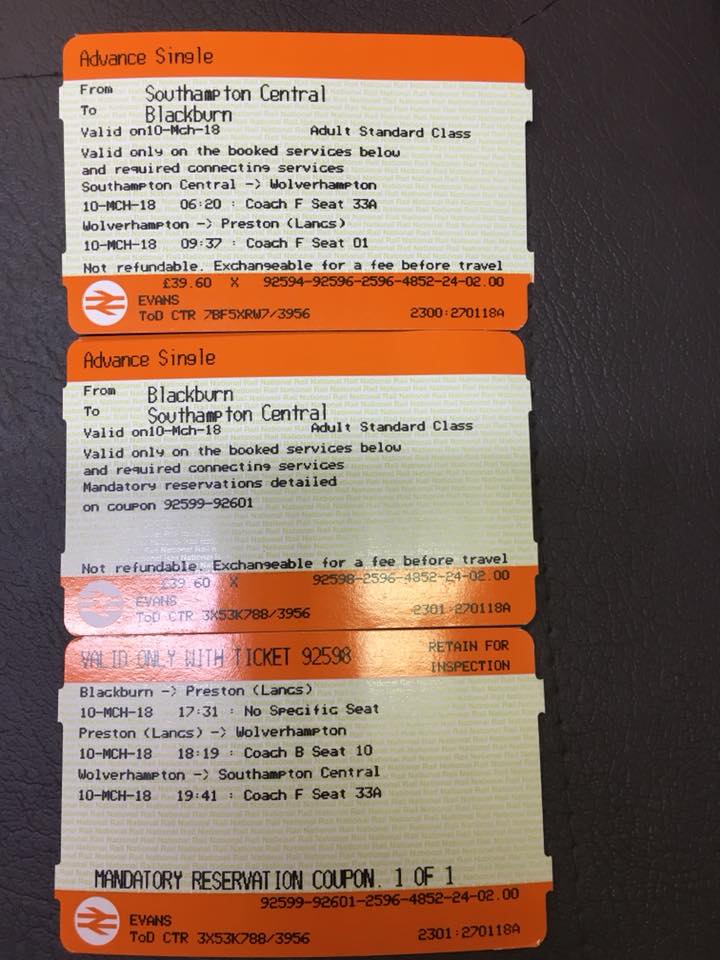 Advance Single
From Southampton Central
To Blackburn
Valid on10-Mch-18 Adult Standard Class
Valid only on the booked services below
and required connecting services
Southampton Central -> Wolverhampton
10-MCH-18 06:20 : Coach F Seat 33A
Wolverhampton -> Preston (Lancs)
10-MCH-18 09:37 : Coach F Seat 01
Not refundable. Exchangeable for a fee before travel
£39.60 X 92594-92596-2596-4852-24-02.00
EVANS
ToD CTR 7BF5XRW7/3956 2300:270118A
Advance Single
From Blackburn
To Southampton Central
Valid on10-Mch-18 Adult Standard Class
Valid only on the booked services below
and required connecting services
Mandatory reservations detailed
on coupon 92599-92601
Not refundable. Exchangeable for a fee before travel
£39.60 X 92598-2596-4852-24-02.00
EVANS
ToD CTR 3X53K788/3956 2301:270118A
VALID ONLY WITH TICKET 92598 RETAIN FOR
INSPECTION
Blackburn -> Preston (Lancs)
10-MCH-18 17:31 : No Specific Seat
Preston (Lancs) -> Wolverhampton
10-MCH-18 18:19 : Coach B Seat 10
Wolverhampton -> Southampton Central
10-MCH-18 19:41 : Coach F Seat 33A
MANDATORY RESERVATION COUPON. 1 OF 1
92599-92601-2596-4852-24-02.00
EVANS
ToD CTR 3X53K788/3956 2301:270118A